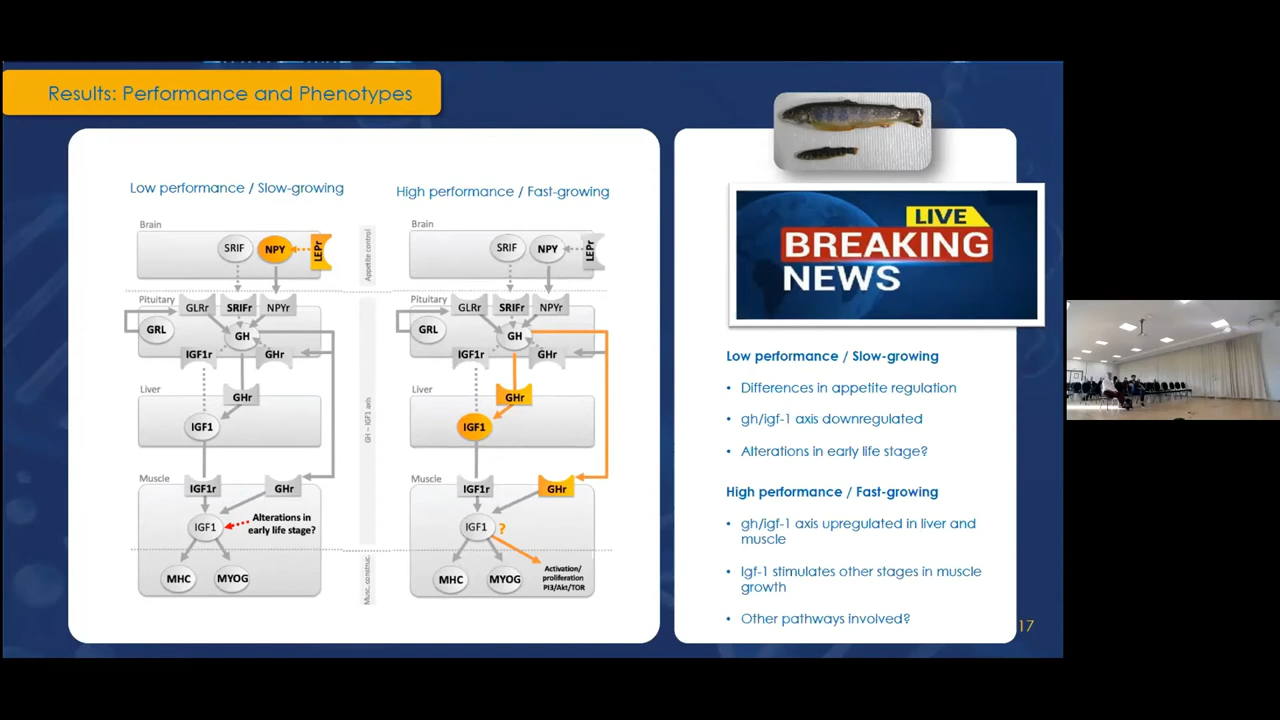 Results: Performance and Phenotypes
Low performance / Slow-growing
Brain
SRIF
NPY
LEPr
Pituitary
GLRr
SRIFr
NPYr
GRL
GH
IGF1r
GHr
Liver
GHr
IGF1
Muscle
IGF1r
GHr
IGF1
Alterations in
early life stage?
MHC
MYOG
Appetite control
GH – IGF1 axis
Musc. construc.
High performance / Fast-growing
Brain
SRIF
NPY
LEPr
Pituitary
GLRr
SRIFr
NPYr
GRL
GH
IGF1r
GHr
Liver
GHr
IGF1
Muscle
IGF1r
GHr
IGF1
?
MHC
MYOG
Activation/
proliferation
PI3/Akt/TOR
LIVE
BREAKING
NEWS
Low performance / Slow-growing
• Differences in appetite regulation
• gh/igf-1 axis downregulated
• Alterations in early life stage?
High performance / Fast-growing
• gh/igf-1 axis upregulated in liver and
muscle
• Igf-1 stimulates other stages in muscle
growth
• Other pathways involved?
17